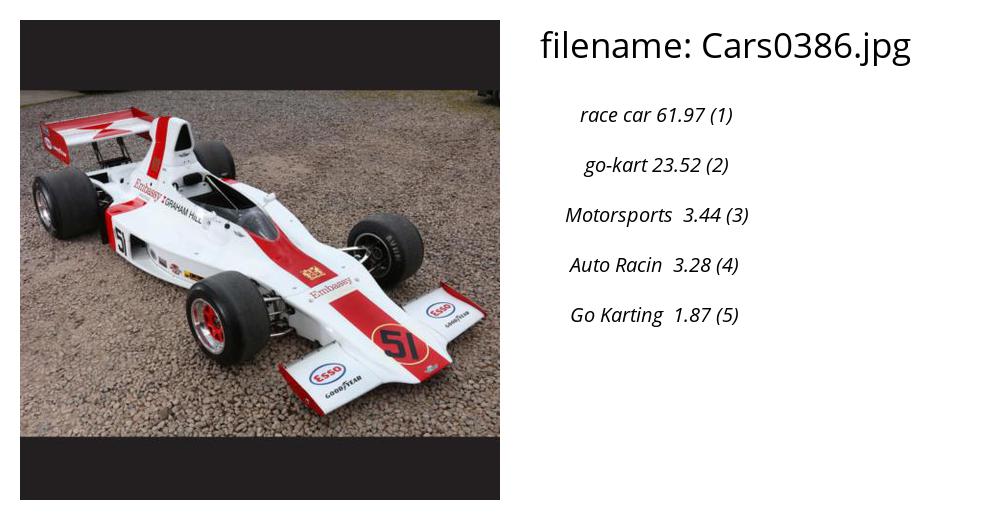 filename: Cars0386.jpg
race car 61.97 (1)
go-kart 23.52 (2)
Motorsports 3.44 (3)
Auto Racin 3.28 (4)
Go Karting 1.87 (5)
Embassy
GRAHAM HILL
51
Embassy
ESSO
GOODYEAR
51
ESSO
GOODYEAR